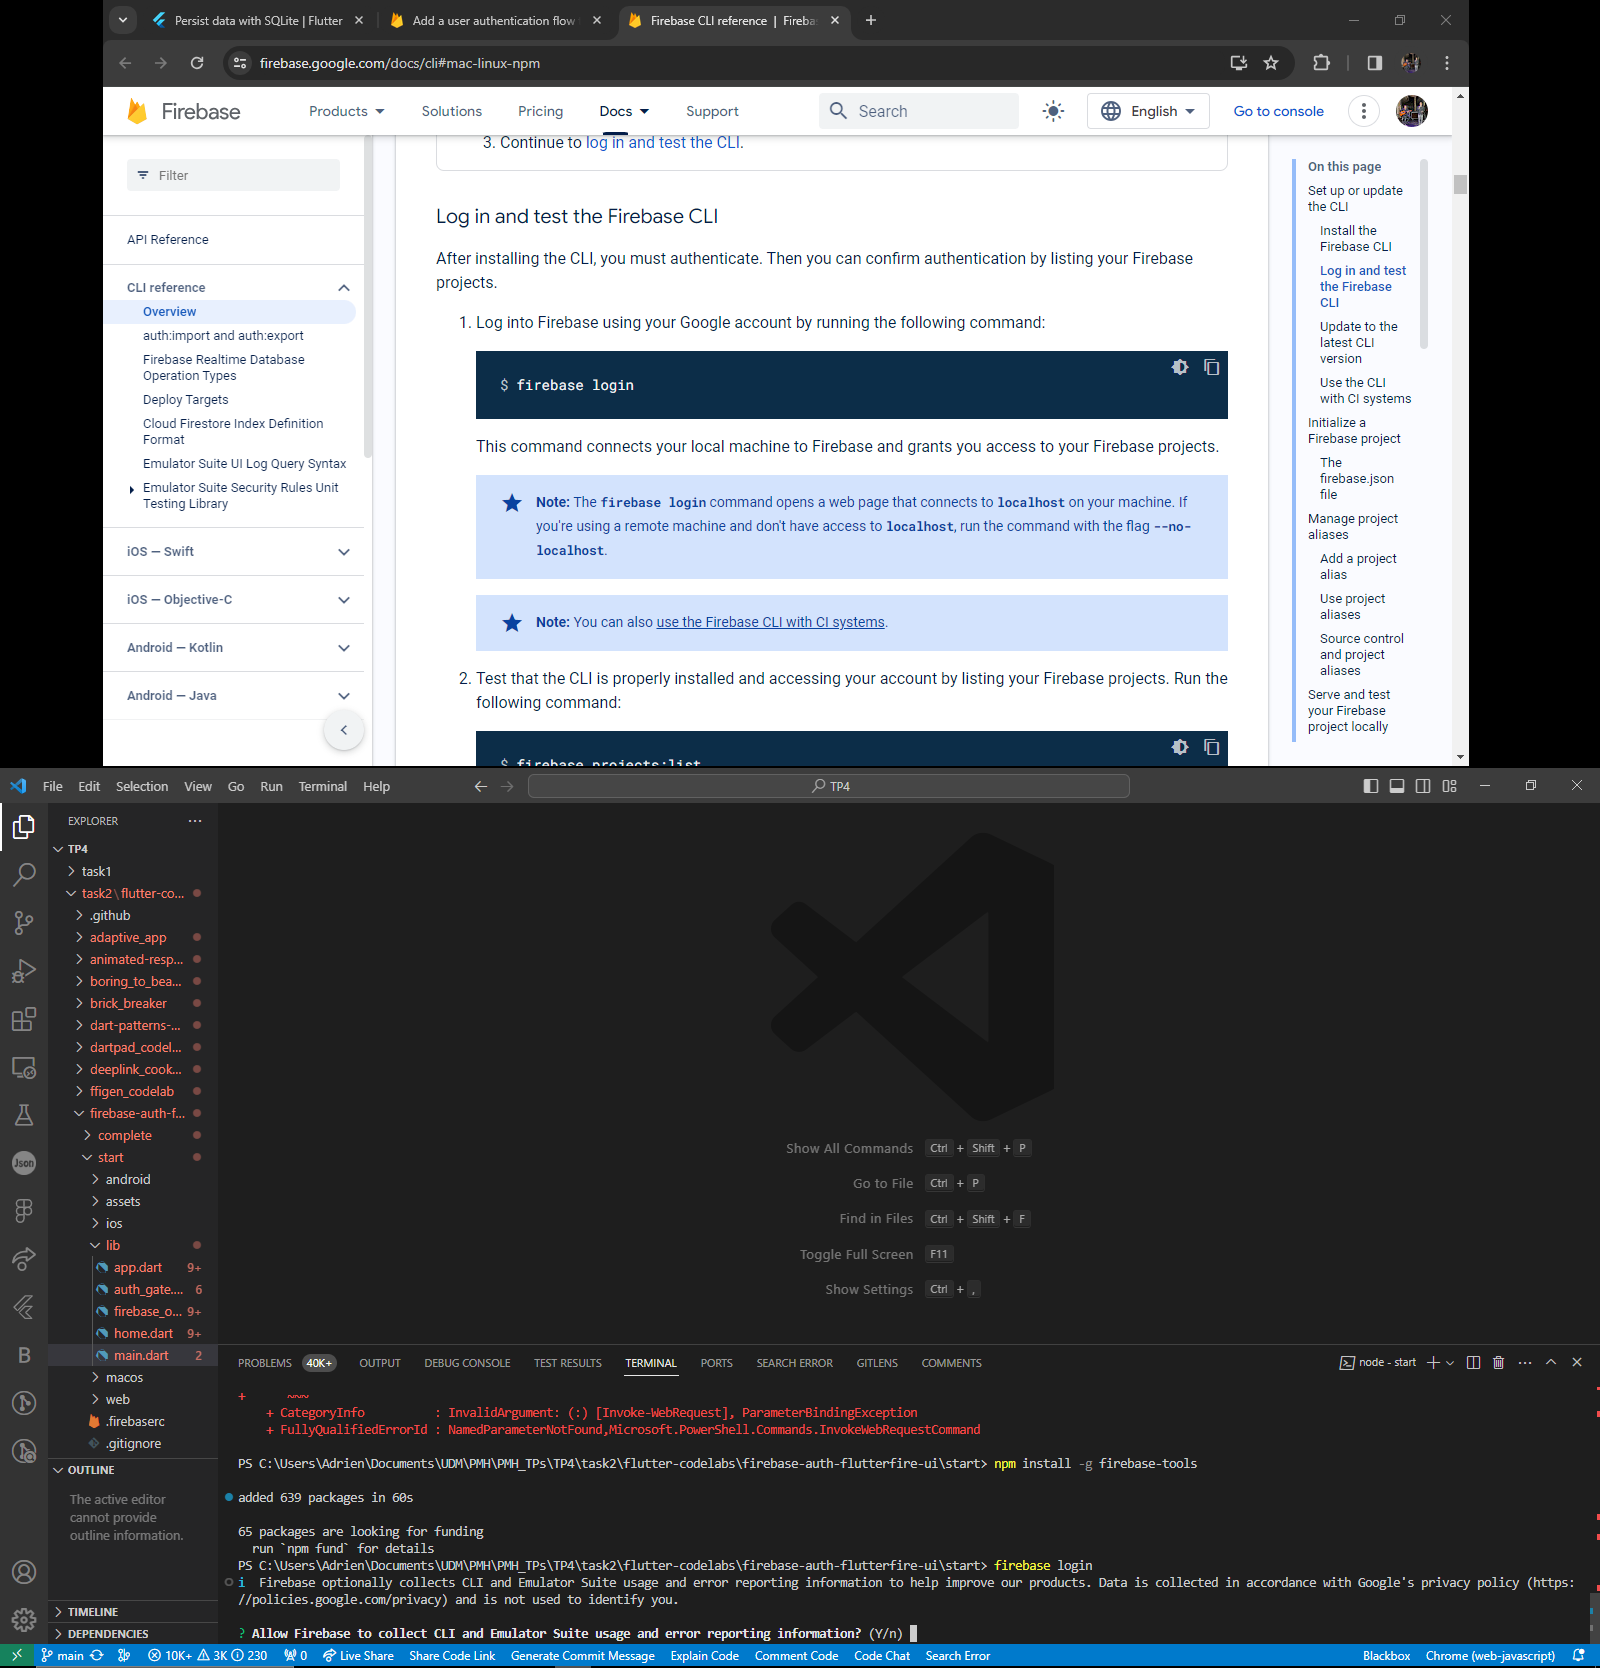 Persist data with SQLite | Flutter
Add a user authentication flow
Firebase CLI reference | Fireba
firebase.google.com/docs/cli#mac-linux-npm
Firebase
Products
Solutions
Pricing
Docs
Support
Search
English
Go to console
Filter
API Reference
CLI reference
Overview
auth:import and auth:export
Firebase Realtime Database
Operation Types
Deploy Targets
Cloud Firestore Index Definition
Format
Emulator Suite UI Log Query Syntax
Emulator Suite Security Rules Unit
Testing Library
iOS — Swift
iOS — Objective-C
Android — Kotlin
Android — Java
3. Continue to log in and test the CLI.
Log in and test the Firebase CLI
After installing the CLI, you must authenticate. Then you can confirm authentication by listing your Firebase
projects.
1. Log into Firebase using your Google account by running the following command:
$ firebase login
This command connects your local machine to Firebase and grants you access to your Firebase projects.
Note: The firebase login command opens a web page that connects to localhost on your machine. If
you're using a remote machine and don't have access to localhost, run the command with the flag --no-
localhost.
Note: You can also use the Firebase CLI with CI systems.
2. Test that the CLI is properly installed and accessing your account by listing your Firebase projects. Run the
following command:
$ firebase projects:list
On this page
Set up or update
the CLI
Install the
Firebase CLI
Log in and test
the Firebase
CLI
Update to the
latest CLI
version
Use the CLI
with CI systems
Initialize a
Firebase project
The
firebase.json
file
Manage project
aliases
Add a project
alias
Use project
aliases
Source control
and project
aliases
Serve and test
your Firebase
project locally
File Edit Selection View Go Run Terminal Help
TP4
EXPLORER
TP4
task1
task2\flutter-co...
.github
adaptive_app
animated-resp...
boring_to_bea...
brick_breaker
dart-patterns-...
dartpad_codel...
deeplink_cook...
ffigen_codelab
firebase-auth-f...
complete
start
android
assets
ios
lib
app.dart 9+
auth_gate.... 6
firebase_o... 9+
home.dart 9+
main.dart 2
macos
web
.firebaserc
.gitignore
OUTLINE
The active editor
cannot provide
outline information.
TIMELINE
DEPENDENCIES
Json
B
Show All Commands Ctrl + Shift + P
Go to File Ctrl + P
Find in Files Ctrl + Shift + F
Toggle Full Screen F11
Show Settings Ctrl + ,
PROBLEMS 40K+ OUTPUT DEBUG CONSOLE TEST RESULTS TERMINAL PORTS SEARCH ERROR GITLENS COMMENTS
node - start
+ ~~~
+ CategoryInfo : InvalidArgument: (:) [Invoke-WebRequest], ParameterBindingException
+ FullyQualifiedErrorId : NamedParameterNotFound,Microsoft.PowerShell.Commands.InvokeWebRequestCommand
PS C:\Users\Adrien\Documents\UDM\PMH\PMH_TPs\TP4\task2\flutter-codelabs\firebase-auth-flutterfire-ui\start> npm install -g firebase-tools
added 639 packages in 60s
65 packages are looking for funding
run `npm fund` for details
PS C:\Users\Adrien\Documents\UDM\PMH\PMH_TPs\TP4\task2\flutter-codelabs\firebase-auth-flutterfire-ui\start> firebase login
i Firebase optionally collects CLI and Emulator Suite usage and error reporting information to help improve our products. Data is collected in accordance with Google's privacy policy (https:
//policies.google.com/privacy) and is not used to identify you.
? Allow Firebase to collect CLI and Emulator Suite usage and error reporting information? (Y/n)
main 10K+ 3K 230 0 Live Share Share Code Link Generate Commit Message Explain Code Comment Code Code Chat Search Error Blackbox Chrome (web-javascript)